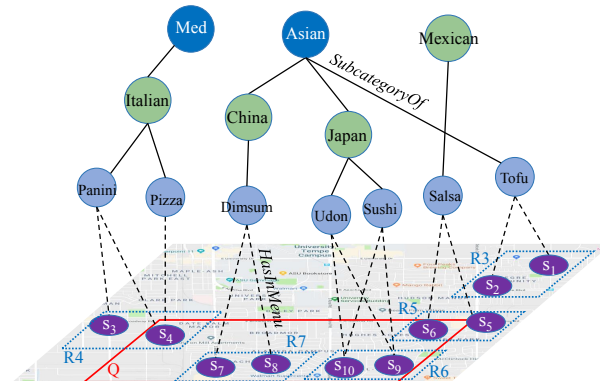 Med
Asian
Mexican
SubcategoryOf
Italian
China
Japan
Panini
Pizza
Dimsum
Udon
Sushi
Salsa
Tofu
HasInMenu
R3
S1
S2
R5
S3
S4
S6
S5
R4
R7
Q
S7
S8
S10
S9
R6